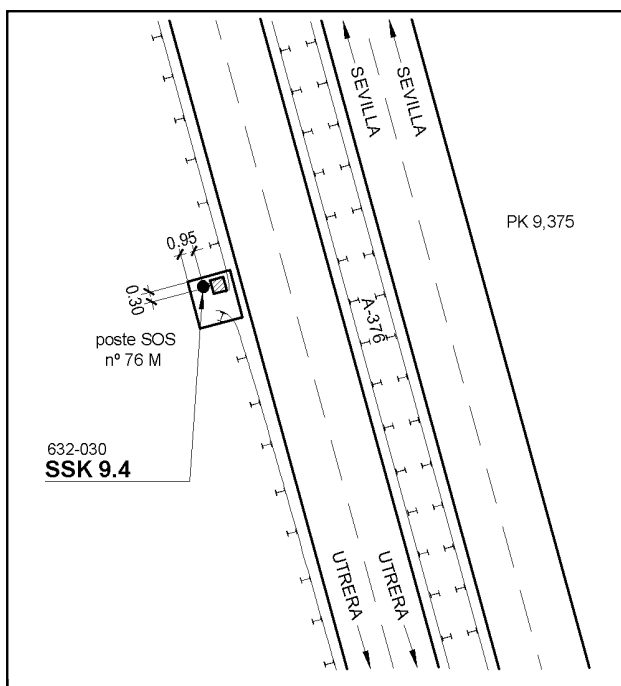 SEVILLA
SEVILLA
PK 9,375
0.95
0.30
A-376
poste SOS
nº 76 M
632-030
SSK 9.4
UTRERA
UTRERA